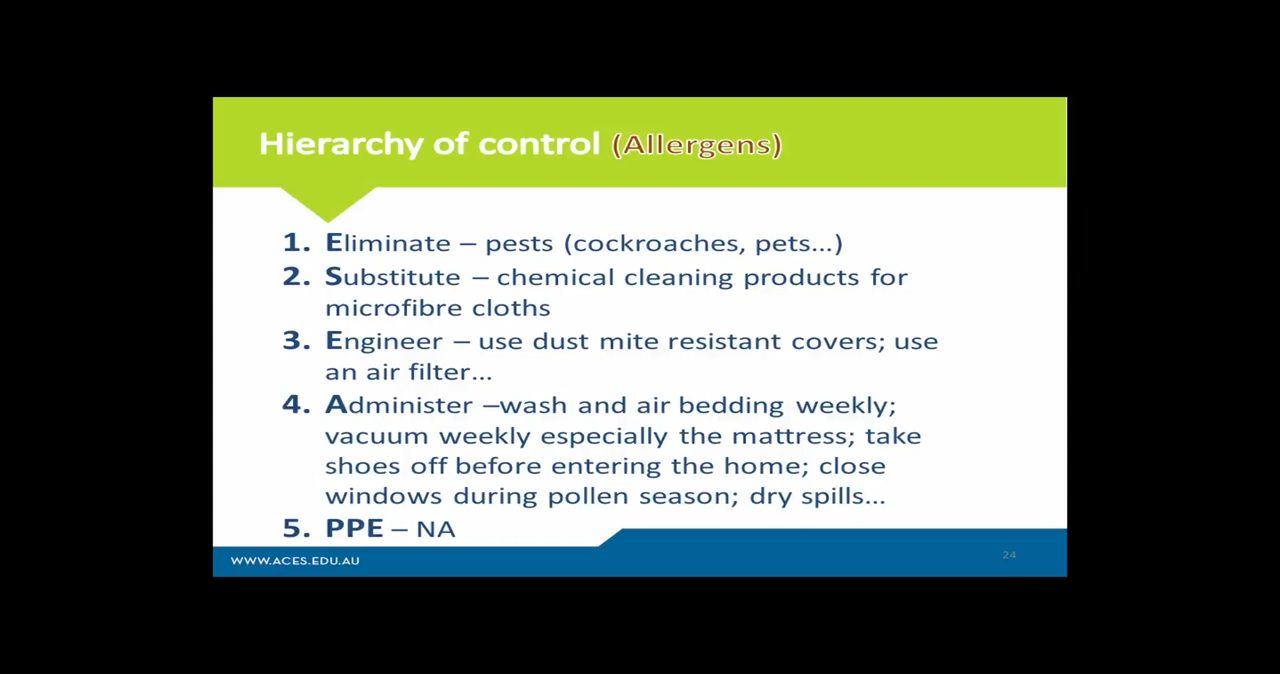 Hierarchy of control (Allergens)
1. Eliminate – pests (cockroaches, pets...)
2. Substitute – chemical cleaning products for
microfibre cloths
3. Engineer – use dust mite resistant covers; use
an air filter...
4. Administer –wash and air bedding weekly;
vacuum weekly especially the mattress; take
shoes off before entering the home; close
windows during pollen season; dry spills...
5. PPE – NA
WWW.ACES.EDU.AU
24